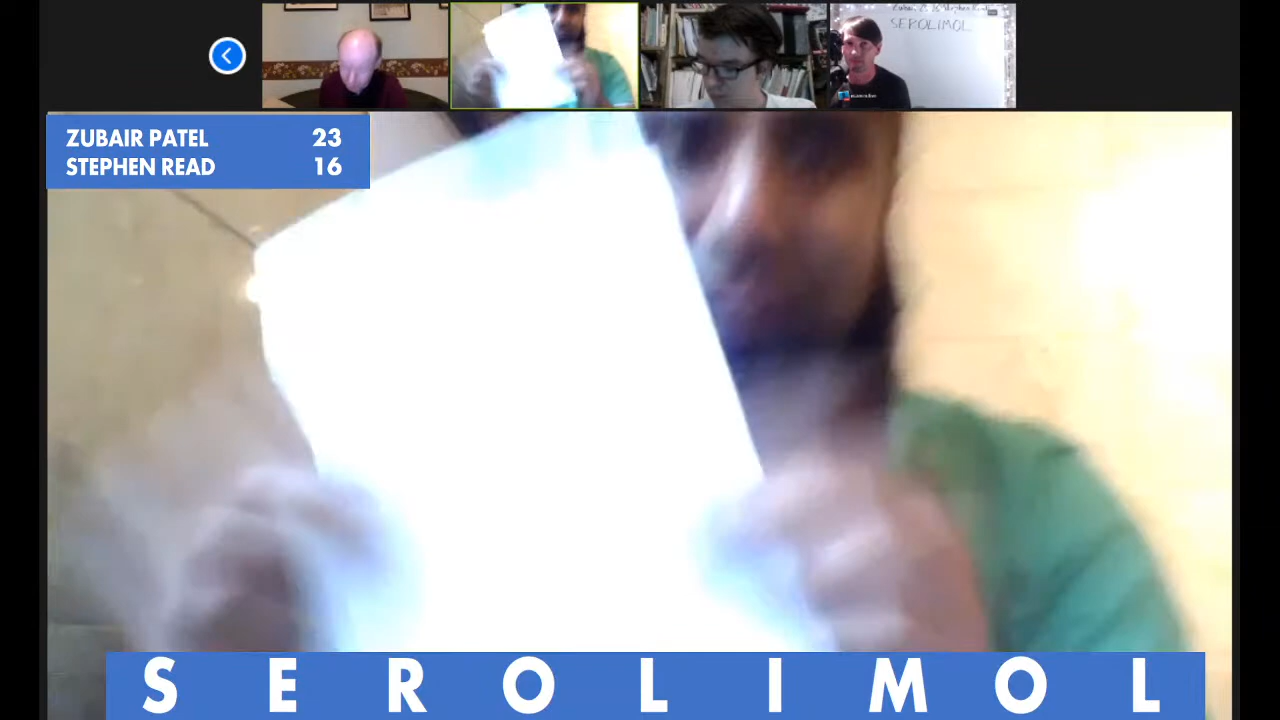 SEROLIMOL
ZUBAIR PATEL 23
STEPHEN READ 16
S E R O L I M O L